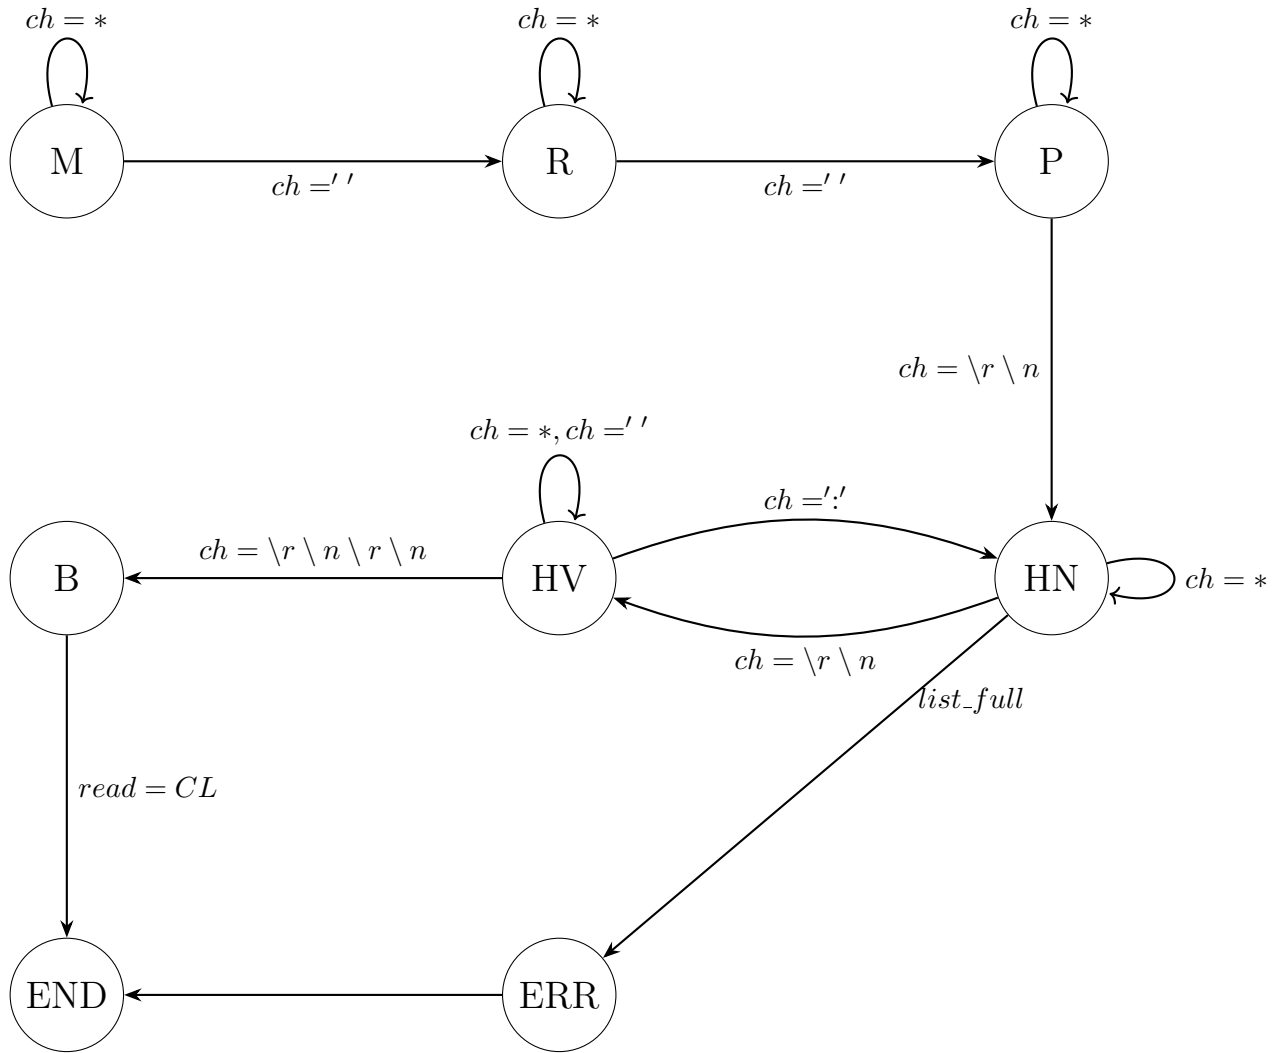 ch = * ch = * ch = *
M R P
ch =' ' ch =' '
ch = \r \ n
ch = *, ch =' '
ch =':'
ch = \r \ n \ r \ n
B HV HN ch = *
ch = \r \ n
list_full
read = CL
END ERR